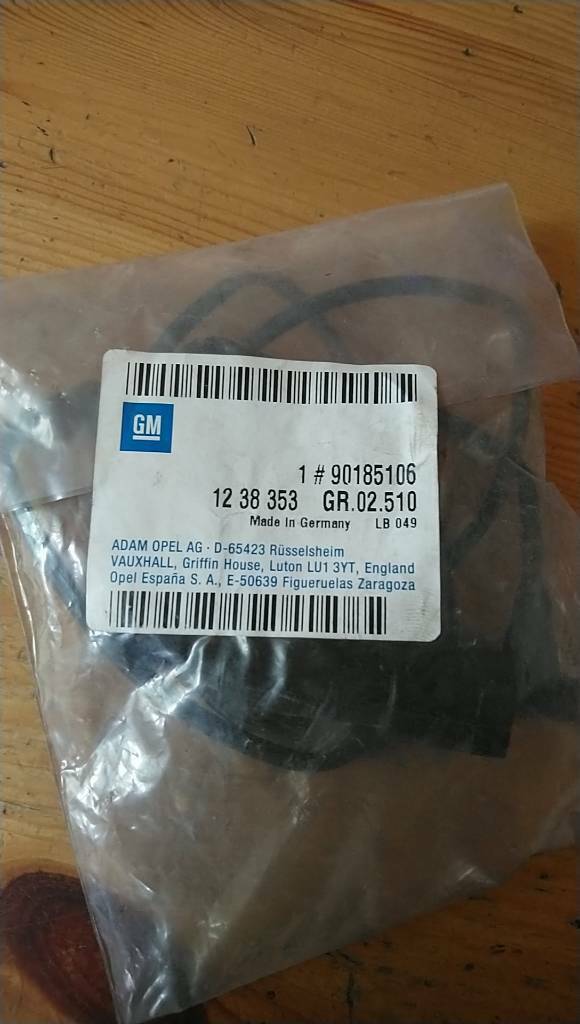 GM
1 # 90185106
12 38 353 GR.02.510
Made In Germany LB 049
ADAM OPEL AG · D-65423 Rüsselsheim
VAUXHALL, Griffin House, Luton LU1 3YT, England
Opel España S. A., E-50639 Figueruelas Zaragoza